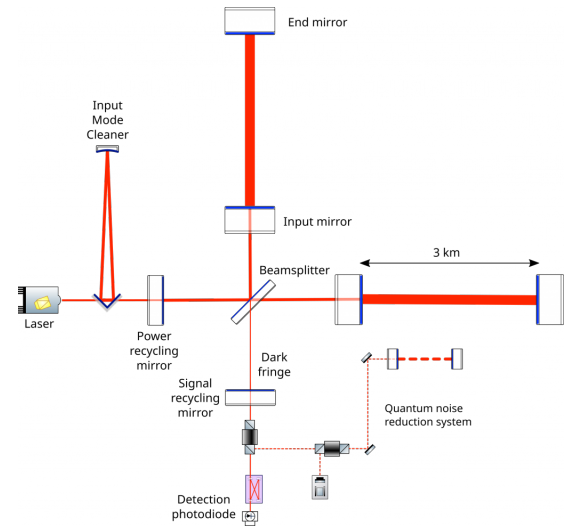 End mirror
Input
Mode
Cleaner
Input mirror
3 km
Beamsplitter
Laser
Power
recycling
mirror
Dark
fringe
Signal
recycling
mirror
Quantum noise
reduction system
Detection
photodiode